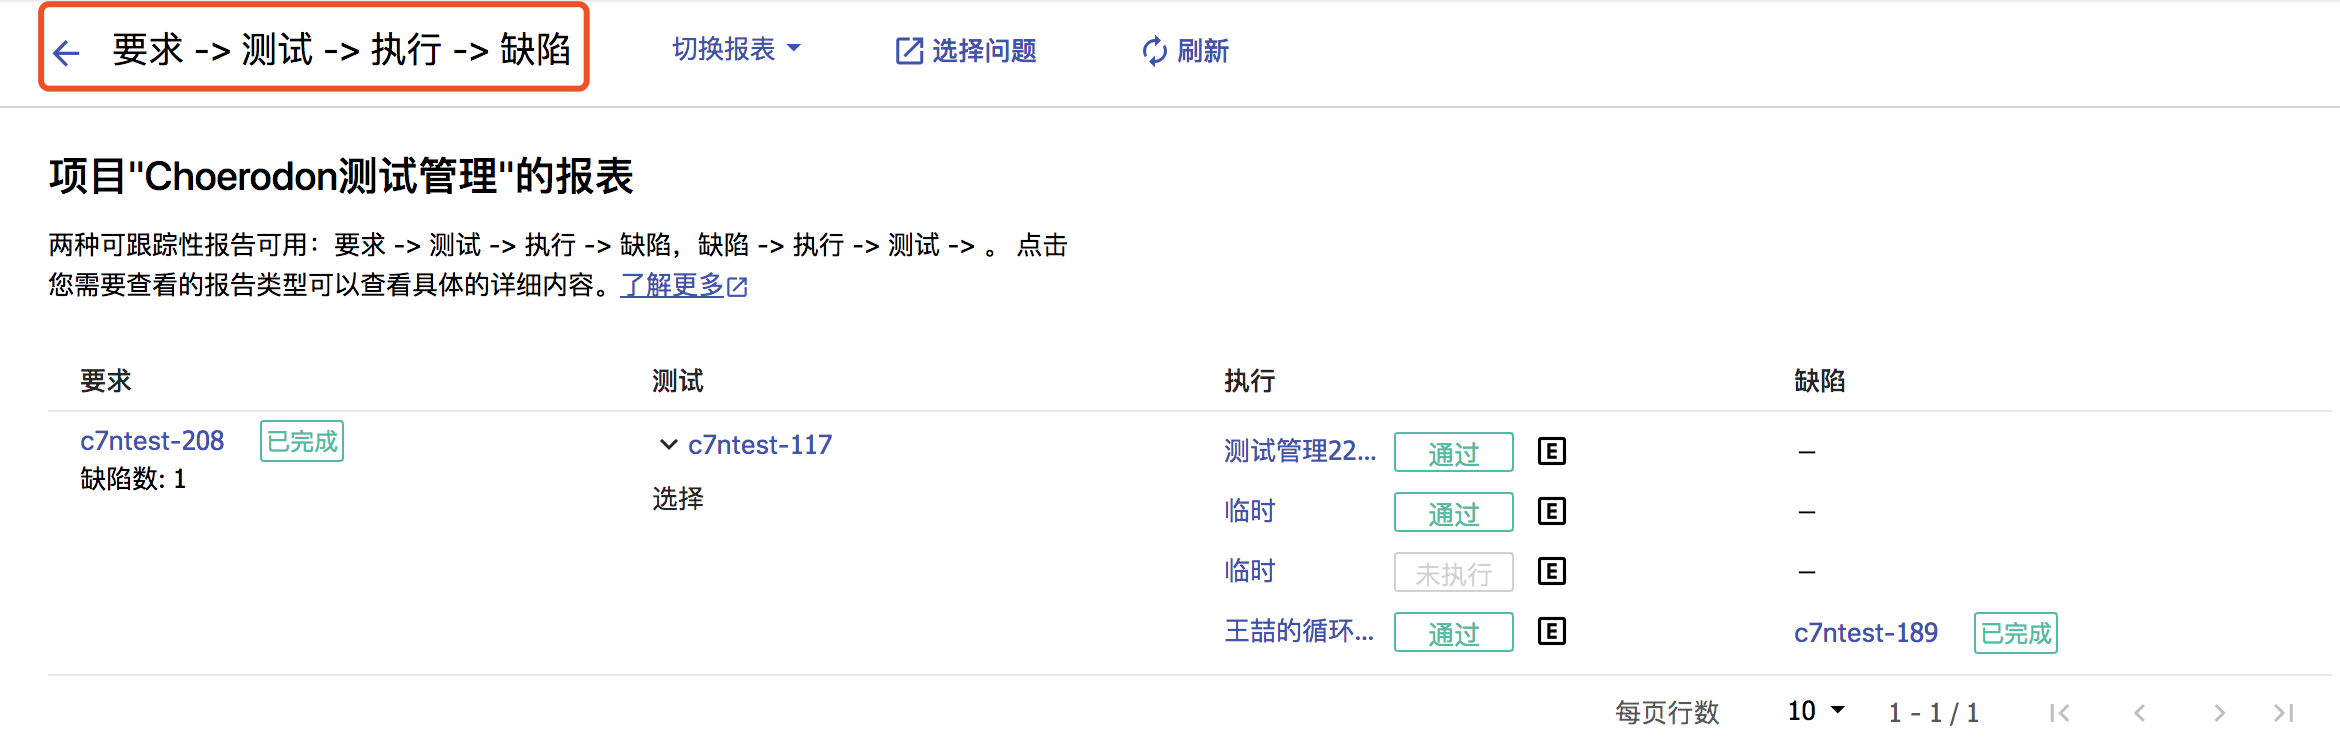 要求 -> 测试 -> 执行 -> 缺陷 切换报表 选择问题 刷新
项目"Choerodon测试管理"的报表
两种可跟踪性报告可用：要求 -> 测试 -> 执行 -> 缺陷，缺陷 -> 执行 -> 测试 -> 。 点击
您需要查看的报告类型可以查看具体的详细内容。了解更多
要求 测试 执行 缺陷
c7ntest-208 已完成 c7ntest-117 测试管理22... 通过 E –
缺陷数: 1 选择
临时 通过 E –
临时 未执行 E –
王喆的循环... 通过 E c7ntest-189 已完成
每页行数 10 1 - 1 / 1